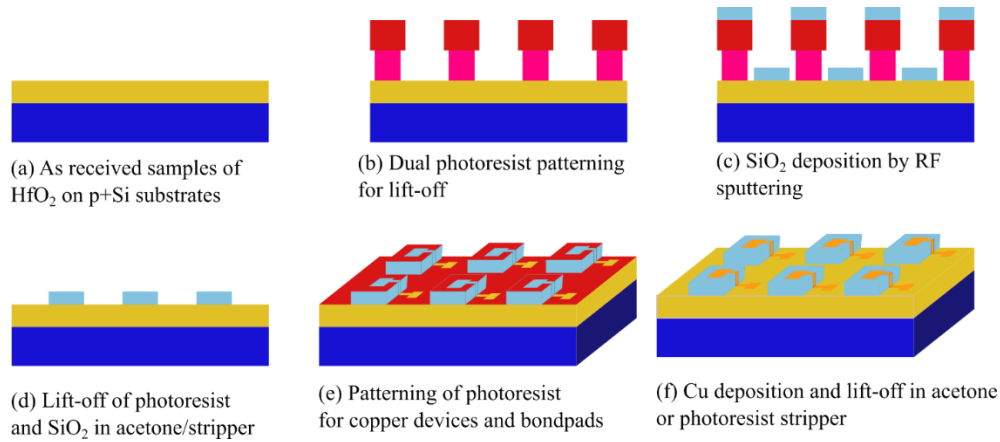 (a) As received samples of
HfO₂ on p+Si substrates
(b) Dual photoresist patterning
for lift-off
(c) SiO₂ deposition by RF
sputtering
(d) Lift-off of photoresist
and SiO₂ in acetone/stripper
(e) Patterning of photoresist
for copper devices and bondpads
(f) Cu deposition and lift-off in acetone
or photoresist stripper